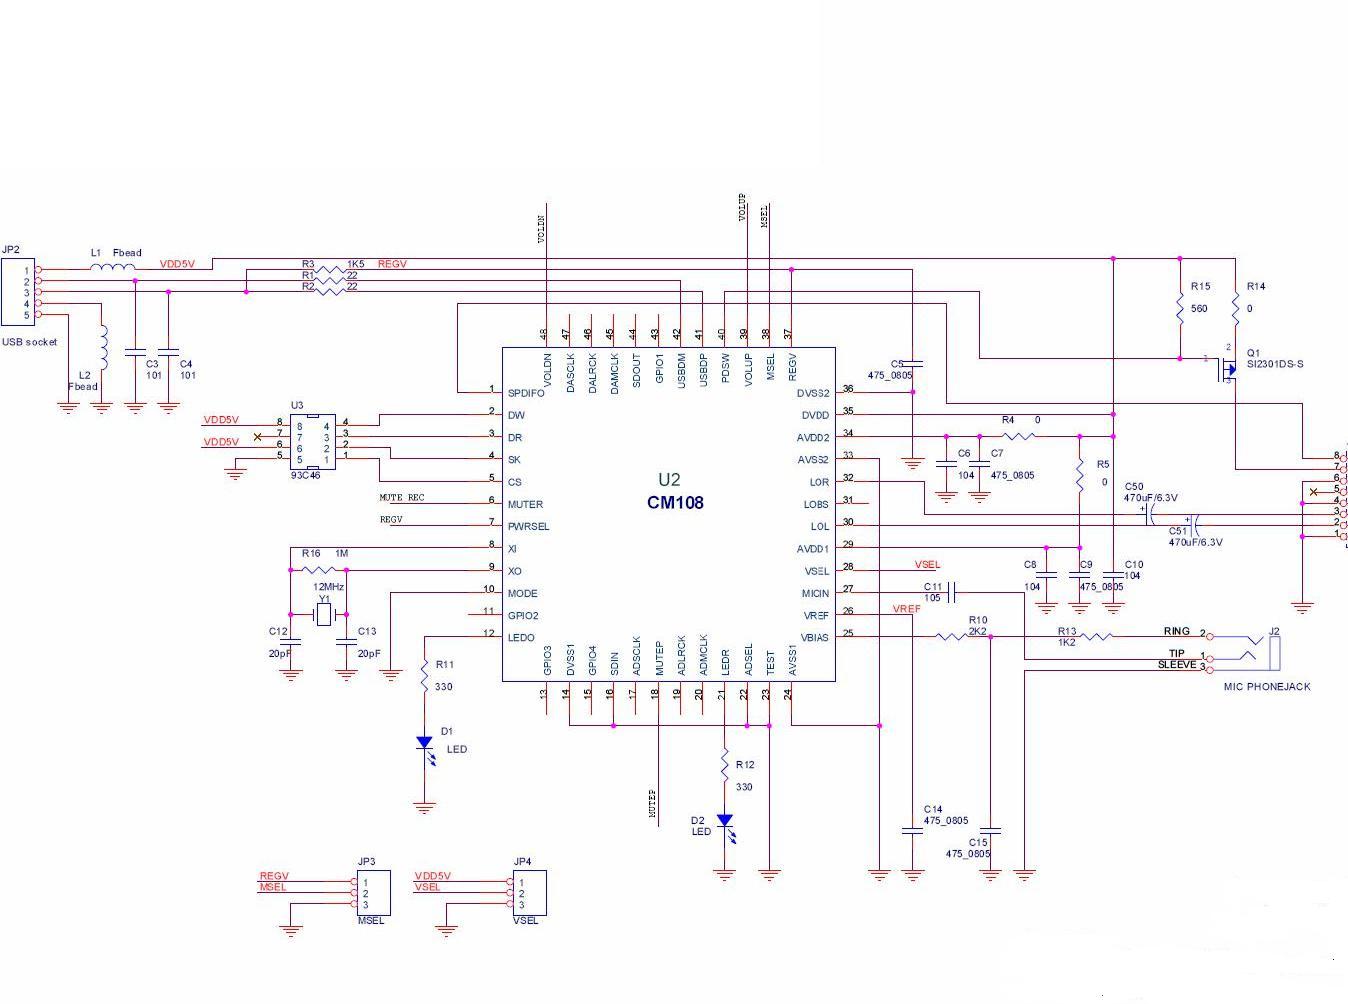 VOLDN
VOLUP
MSEL
JP2
L1 Fbead
VDD5V
R3 1K5 REGV
R1 22
R2 22
1
2
3
4
5
USB socket
L2
Fbead
C3
101
C4
101
R15
560
R14
0
Q1
SI2301DS-S
1
2
3
C5
475_0805
48 47 46 45 44 43 42 41 40 39 38 37
VOLDN DASCLK DALRCK DAMCLK SDOUT GPIO1 USBDM USBDP PDSW VOLUP MSEL REGV
U2
CM108
1 SPDIFO
2 DW
3 DR
4 SK
5 CS
6 MUTER
7 PWRSEL
8 XI
9 XO
10 MODE
11 GPIO2
12 LEDO
DVSS2 36
DVDD 35
AVDD2 34
AVSS2 33
LOR 32
LOBS 31
LOL 30
AVDD1 29
VSEL 28
MICIN 27
VREF 26
VBIAS 25
GPIO3 DVSS1 GPIO4 SDIN ADSCLK MUTEP ADLRCK ADMCLK LEDR ADSEL TEST AVSS1
13 14 15 16 17 18 19 20 21 22 23 24
U3
VDD5V
VDD5V
8 8 4 4
7 7 3 3
6 6 2 2
5 5 1 1
93C46
MUTE REC
REGV
R16 1M
12MHz
Y1
C12
20pF
C13
20pF
R11
330
D1
LED
MUTEP
R12
330
D2
LED
R4 0
C6
104
C7
475_0805
R5
0
C50
470uF/6.3V
C51
470uF/6.3V
C8
104
C9
475_0805
C10
104
VSEL
C11
105
VREF
R10
2K2
R13
1K2
RING 2
TIP 1
SLEEVE 3
J2
MIC PHONEJACK
8
7
6
5
4
3
2
1
C14
475_0805
C15
475_0805
JP3
REGV
MSEL
1
2
3
MSEL
JP4
VDD5V
VSEL
1
2
3
VSEL